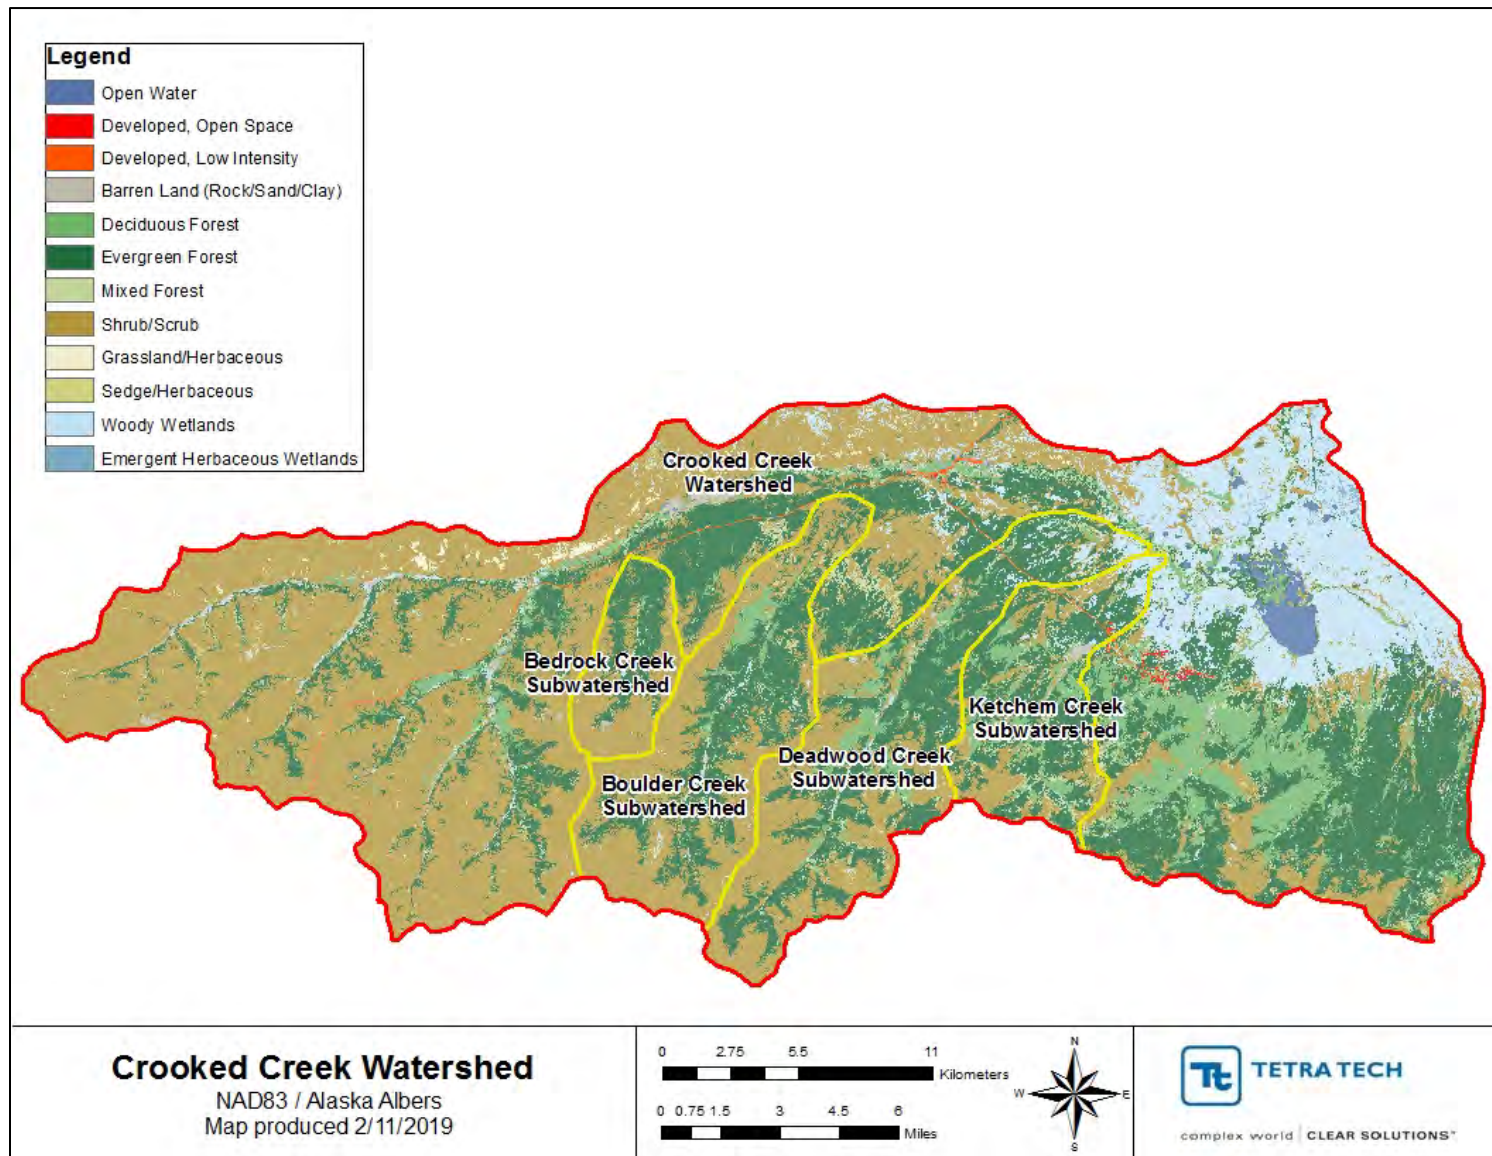 Legend
Open Water
Developed, Open Space
Developed, Low Intensity
Barren Land (Rock/Sand/Clay)
Deciduous Forest
Evergreen Forest
Mixed Forest
Shrub/Scrub
Grassland/Herbaceous
Sedge/Herbaceous
Woody Wetlands
Emergent Herbaceous Wetlands
Crooked Creek
Watershed
Bedrock Creek
Subwatershed
Ketchem Creek
Subwatershed
Deadwood Creek
Subwatershed
Boulder Creek
Subwatershed
Crooked Creek Watershed
NAD83 / Alaska Albers
Map produced 2/11/2019
0 2.75 5.5 11
Kilometers
0 0.75 1.5 3 4.5 6
Miles
N
W E
S
Tt TETRA TECH
complex world | CLEAR SOLUTIONS™